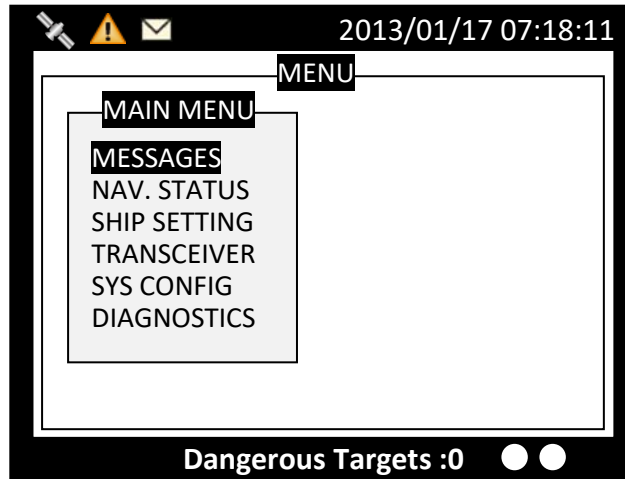 2013/01/17 07:18:11
MENU
MAIN MENU
MESSAGES
NAV. STATUS
SHIP SETTING
TRANSCEIVER
SYS CONFIG
DIAGNOSTICS
Dangerous Targets :0